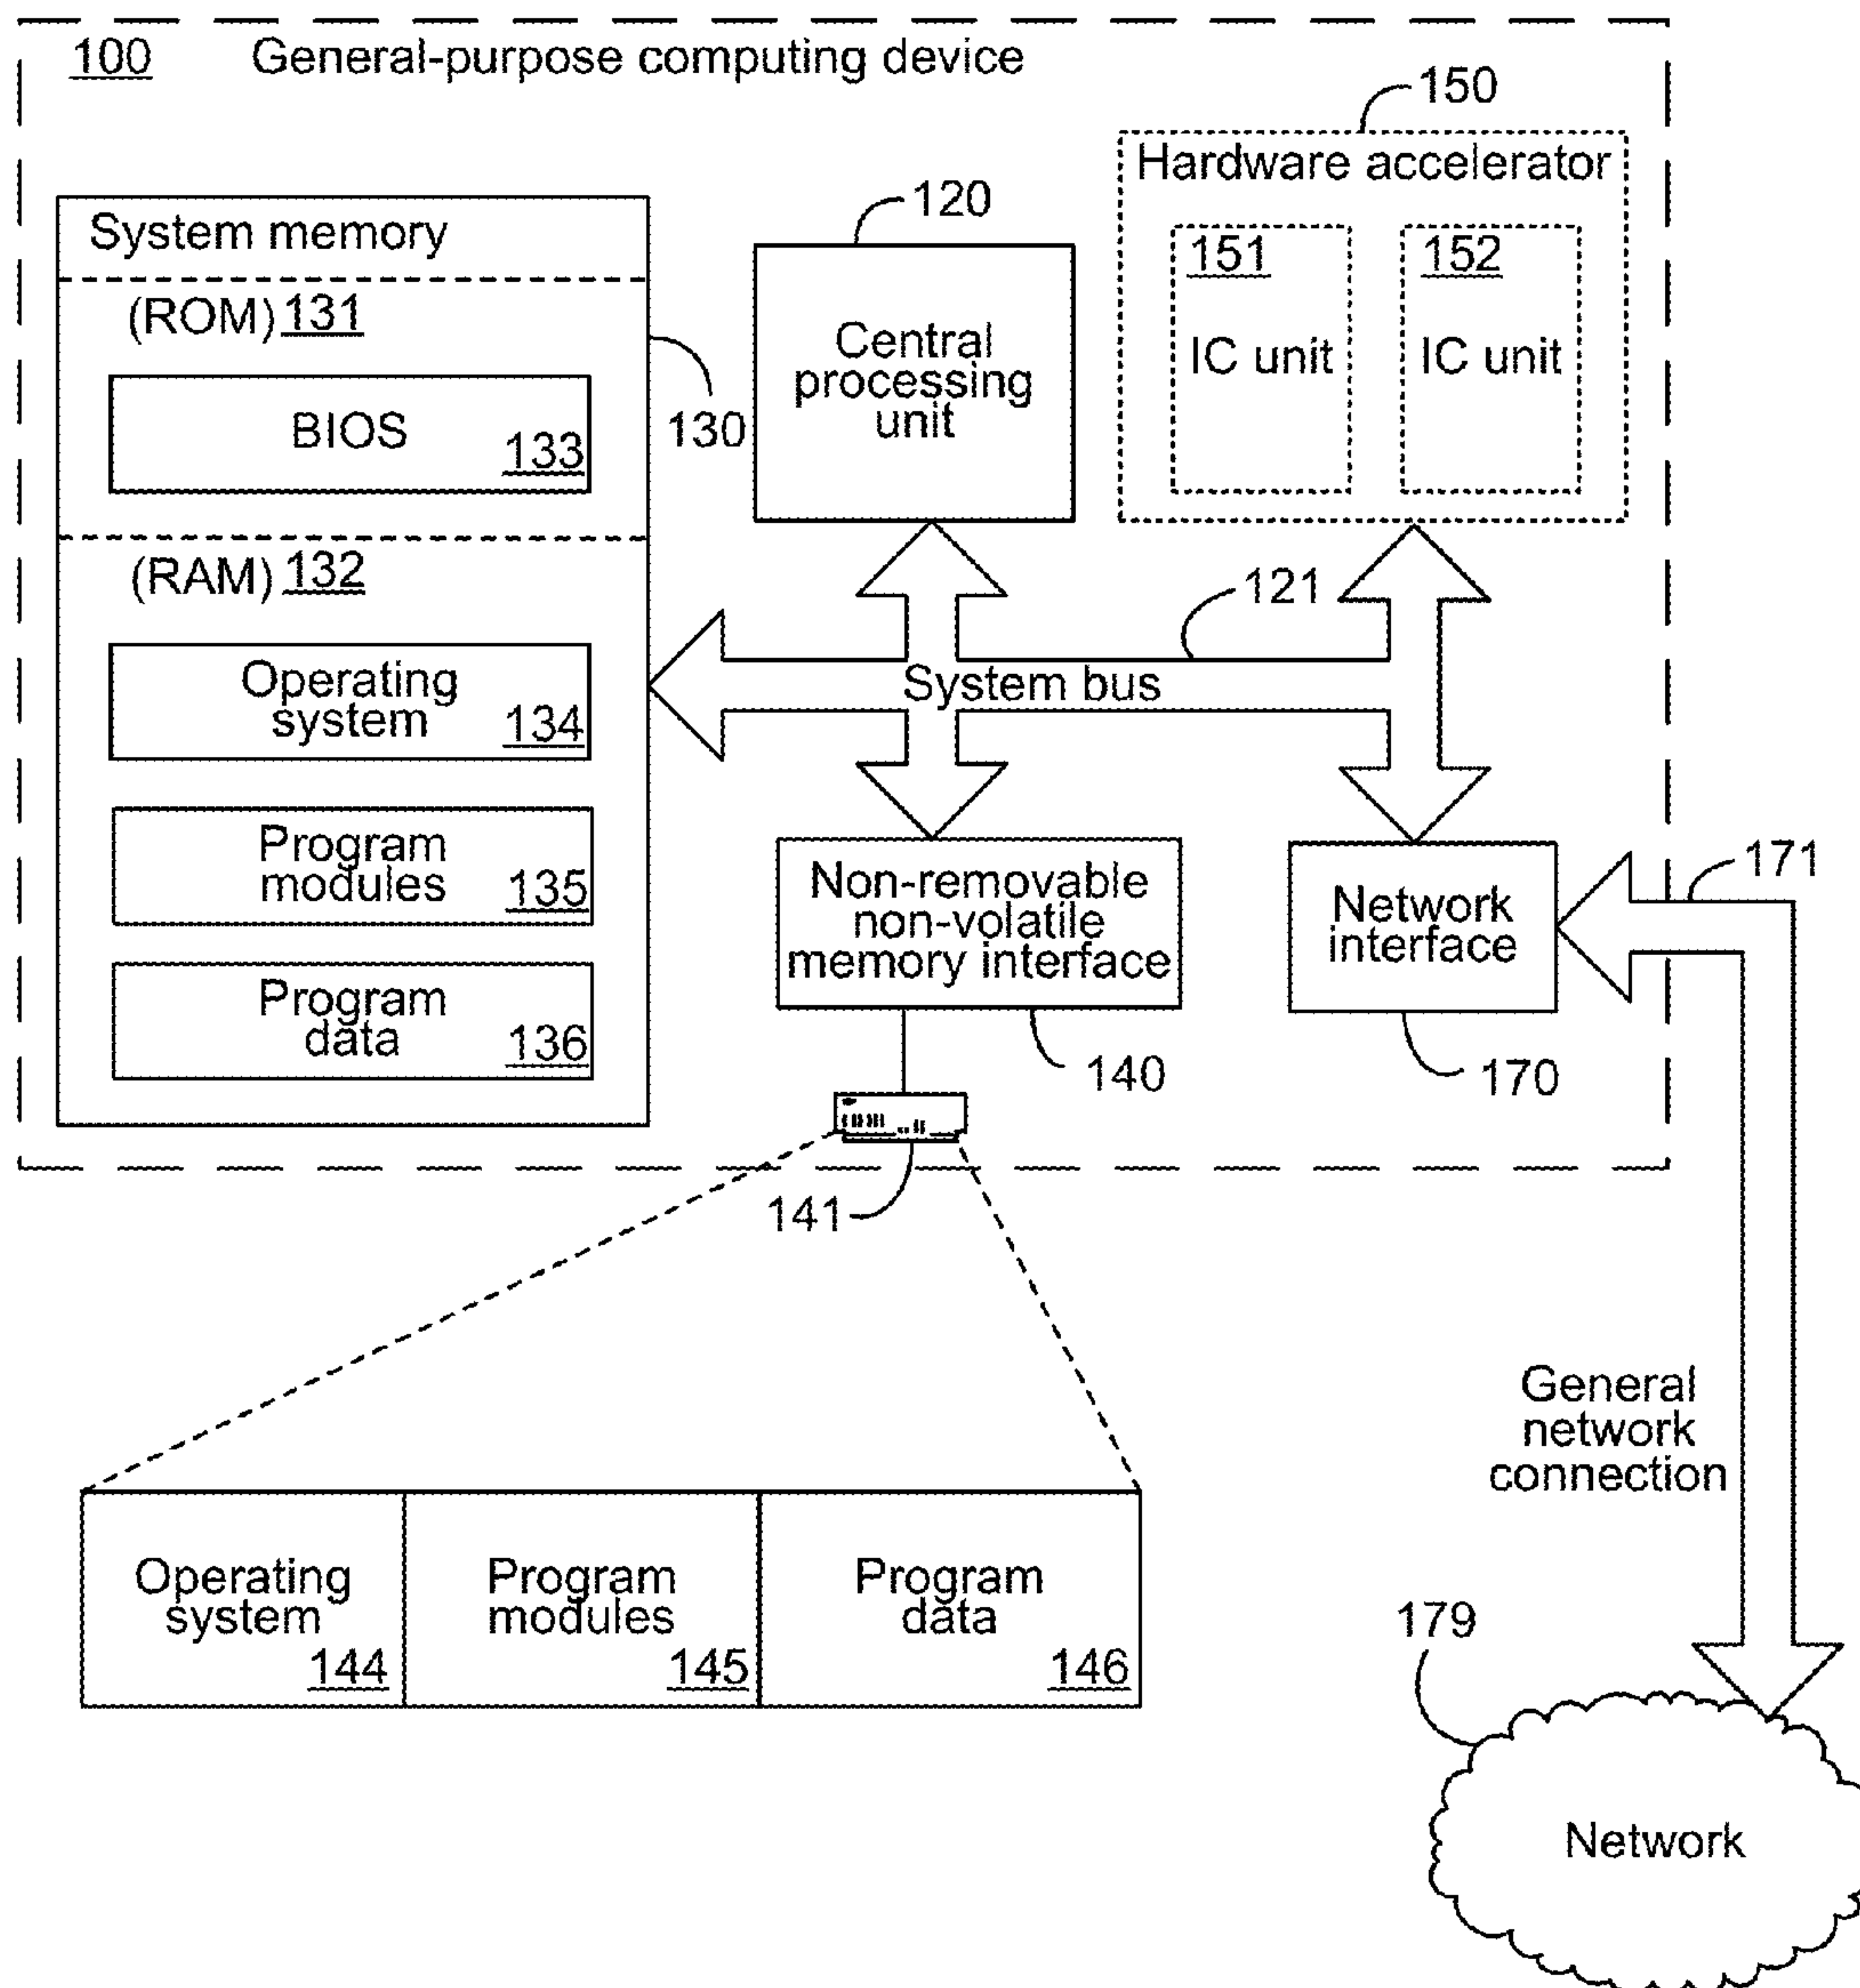 100 General-purpose computing device
150
Hardware accelerator
151
IC unit
152
IC unit
120
Central
processing
unit
System memory
(ROM) 131
BIOS
133
130
(RAM) 132
Operating
system
134
Program
modules
135
Program
data
136
121
System bus
Non-removable
non-volatile
memory interface
140
Network
interface
170
171
141
General
network
connection
Operating
system
144
Program
modules
145
Program
data
146
179
Network